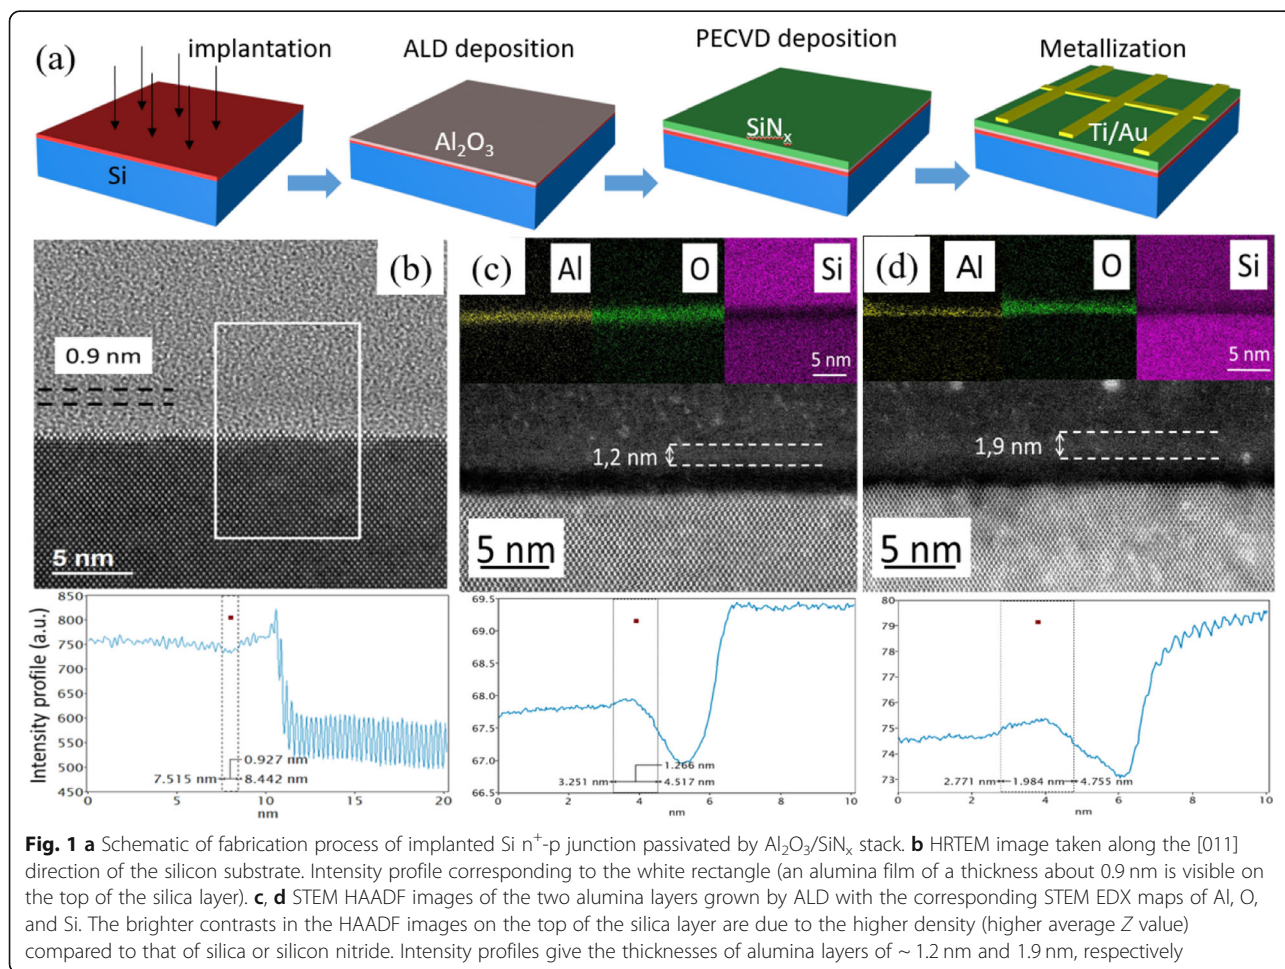 (a)
implantation
ALD deposition
PECVD deposition
Metallization
Si
Al₂O₃
SiNₓ
Ti/Au
(b)
0.9 nm
5 nm
(c)
Al
O
Si
5 nm
1,2 nm
5 nm
(d)
Al
O
Si
5 nm
1,9 nm
5 nm
Intensity profile (a.u.)
850
800
750
700
650
600
550
500
450
0.927 nm
7.515 nm
8.442 nm
0
5
10
15
20
nm
69.5
69.0
68.5
68.0
67.5
67.0
66.5
1.266 nm
3.251 nm
4.517 nm
0
2
4
6
8
10
nm
80
79
78
77
76
75
74
73
2.771 nm
1.984 nm
4.755 nm
0
2
4
6
8
10
nm
Fig. 1 a Schematic of fabrication process of implanted Si n⁺-p junction passivated by Al₂O₃/SiNₓ stack. b HRTEM image taken along the [011]
direction of the silicon substrate. Intensity profile corresponding to the white rectangle (an alumina film of a thickness about 0.9 nm is visible on
the top of the silica layer). c, d STEM HAADF images of the two alumina layers grown by ALD with the corresponding STEM EDX maps of Al, O,
and Si. The brighter contrasts in the HAADF images on the top of the silica layer are due to the higher density (higher average Z value)
compared to that of silica or silicon nitride. Intensity profiles give the thicknesses of alumina layers of ~ 1.2 nm and 1.9 nm, respectively